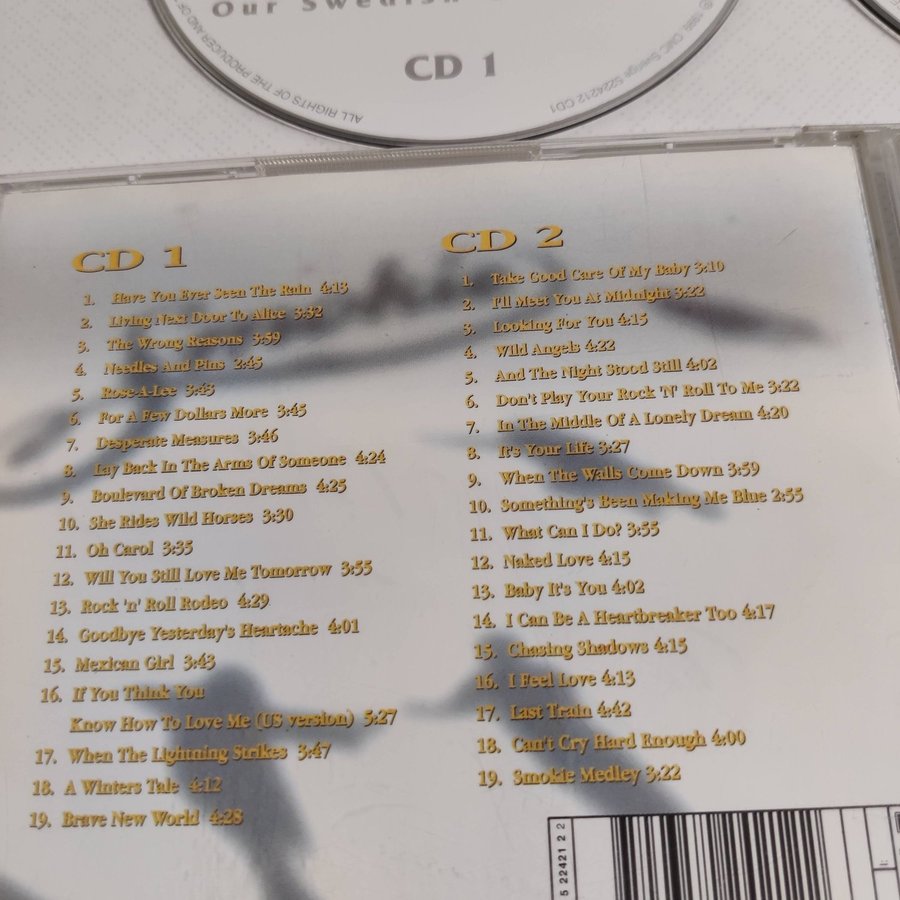 Our Swedish
CD 1
ALL RIGHTS OF THE PRODUCER AND OF
CMC Sverige 5224212 CD1
CD 1
1. Have You Ever Seen The Rain 4:13
2. Living Next Door To Alice 3:32
3. The Wrong Reasons 3:59
4. Needles And Pins 2:45
5. Rose-A-Lee 3:43
6. For A Few Dollars More 3:45
7. Desperate Measures 3:46
8. Lay Back In The Arms Of Someone 4:24
9. Boulevard Of Broken Dreams 4:25
10. She Rides Wild Horses 3:30
11. Oh Carol 3:35
12. Will You Still Love Me Tomorrow 3:55
13. Rock 'n' Roll Rodeo 4:29
14. Goodbye Yesterday's Heartache 4:01
15. Mexican Girl 3:43
16. If You Think You
Know How To Love Me (US version) 5:27
17. When The Lightning Strikes 3:47
18. A Winters Tale 4:12
19. Brave New World 4:28
CD 2
1. Take Good Care Of My Baby 3:10
2. I'll Meet You At Midnight 3:22
3. Looking For You 4:15
4. Wild Angels 4:22
5. And The Night Stood Still 4:02
6. Don't Play Your Rock 'N' Roll To Me 3:22
7. In The Middle Of A Lonely Dream 4:20
8. It's Your Life 3:27
9. When The Walls Come Down 3:59
10. Something's Been Making Me Blue 2:55
11. What Can I Do? 3:55
12. Naked Love 4:15
13. Baby It's You 4:02
14. I Can Be A Heartbreaker Too 4:17
15. Chasing Shadows 4:15
16. I Feel Love 4:13
17. Last Train 4:42
18. Can't Cry Hard Enough 4:00
19. Smokie Medley 3:22
5 22421 2 2